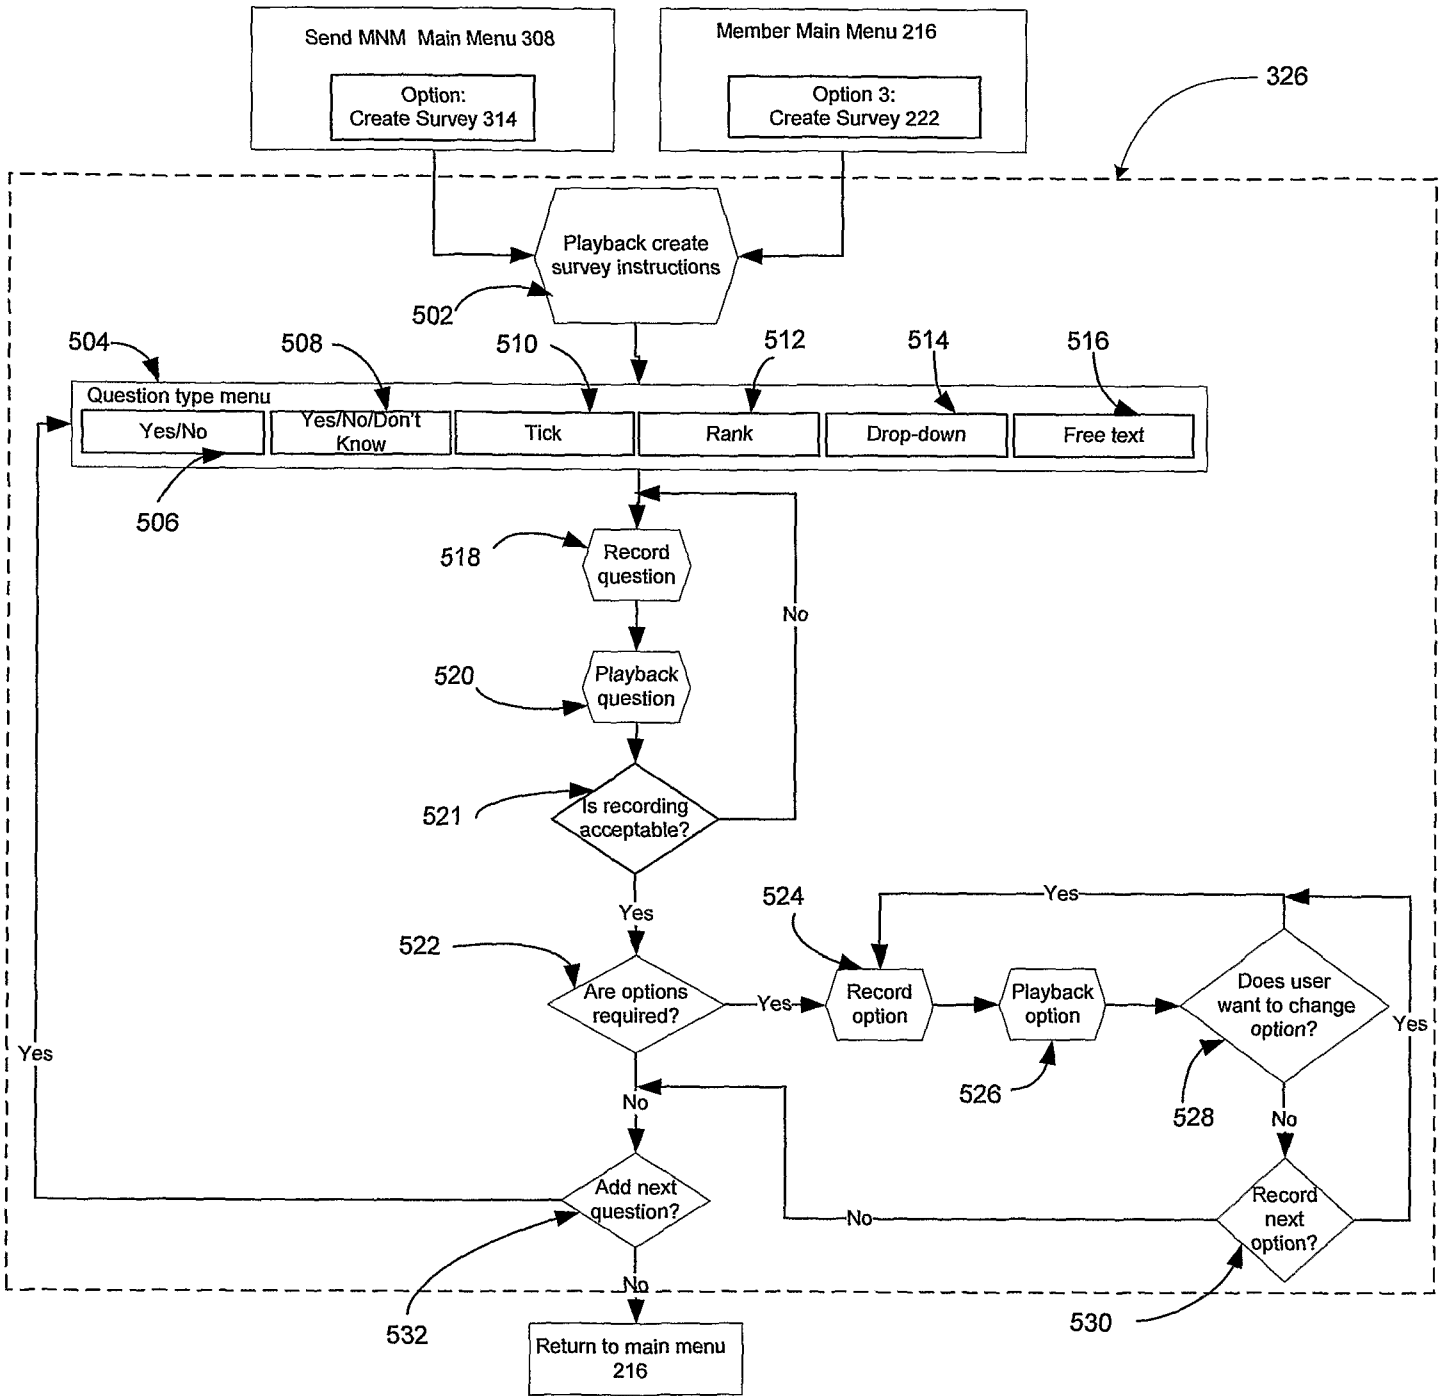 Send MNM Main Menu 308
Option:
Create Survey 314
Member Main Menu 216
Option 3:
Create Survey 222
326
Playback create
survey instructions
502
504
508
510
512
514
516
Question type menu
Yes/No
Yes/No/Don't
Know
Tick
Rank
Drop-down
Free text
506
518
Record
question
No
520
Playback
question
521
Is recording
acceptable?
Yes
522
Are options
required?
Yes
524
Record
option
Playback
option
526
Yes
Does user
want to change
option?
528
Yes
No
Yes
No
Add next
question?
532
No
Record
next
option?
530
No
Return to main menu
216